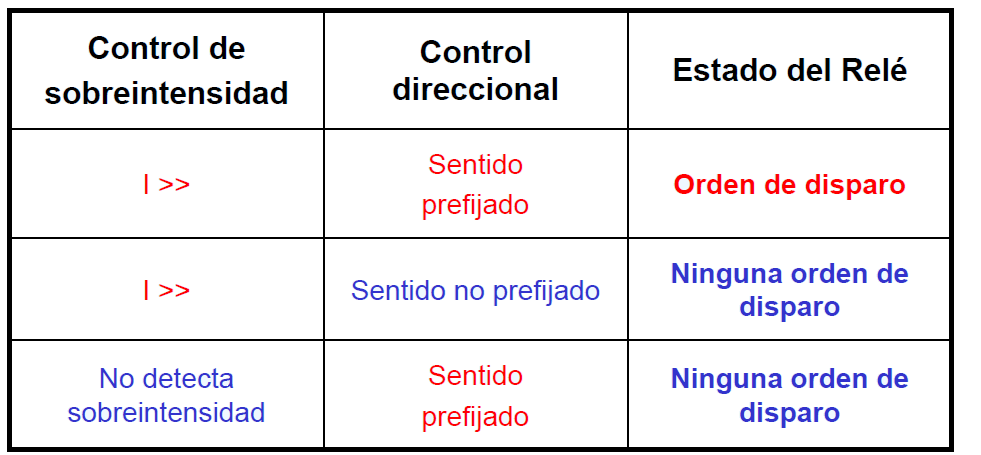 Control de
sobreintensidad
Control
direccional
Estado del Relé
I >>
Sentido
prefijado
Orden de disparo
I >>
Sentido no prefijado
Ninguna orden de
disparo
No detecta
sobreintensidad
Sentido
prefijado
Ninguna orden de
disparo